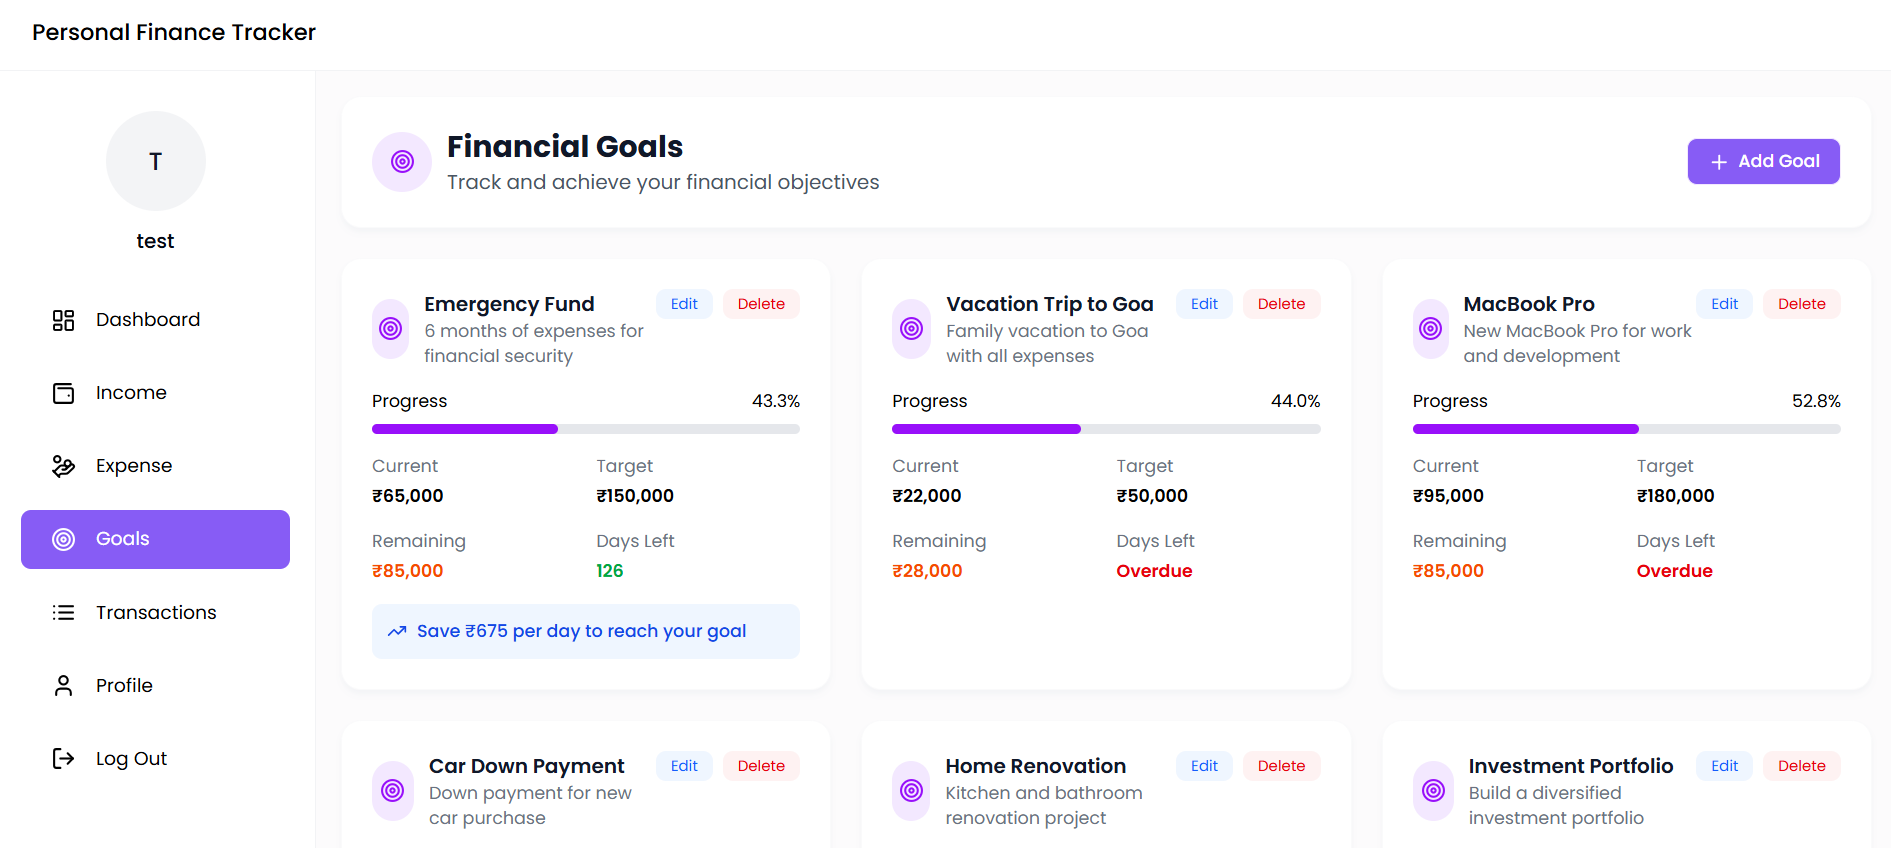 Personal Finance Tracker
T
test
Dashboard
Income
Expense
Goals
Transactions
Profile
Log Out
Financial Goals
Track and achieve your financial objectives
Add Goal
Emergency Fund
Edit
Delete
6 months of expenses for
financial security
Progress
43.3%
Current
Target
₹65,000
₹150,000
Remaining
Days Left
₹85,000
126
Save ₹675 per day to reach your goal
Vacation Trip to Goa
Edit
Delete
Family vacation to Goa
with all expenses
Progress
44.0%
Current
Target
₹22,000
₹50,000
Remaining
Days Left
₹28,000
Overdue
MacBook Pro
Edit
Delete
New MacBook Pro for work
and development
Progress
52.8%
Current
Target
₹95,000
₹180,000
Remaining
Days Left
₹85,000
Overdue
Car Down Payment
Edit
Delete
Down payment for new
car purchase
Home Renovation
Edit
Delete
Kitchen and bathroom
renovation project
Investment Portfolio
Edit
Delete
Build a diversified
investment portfolio